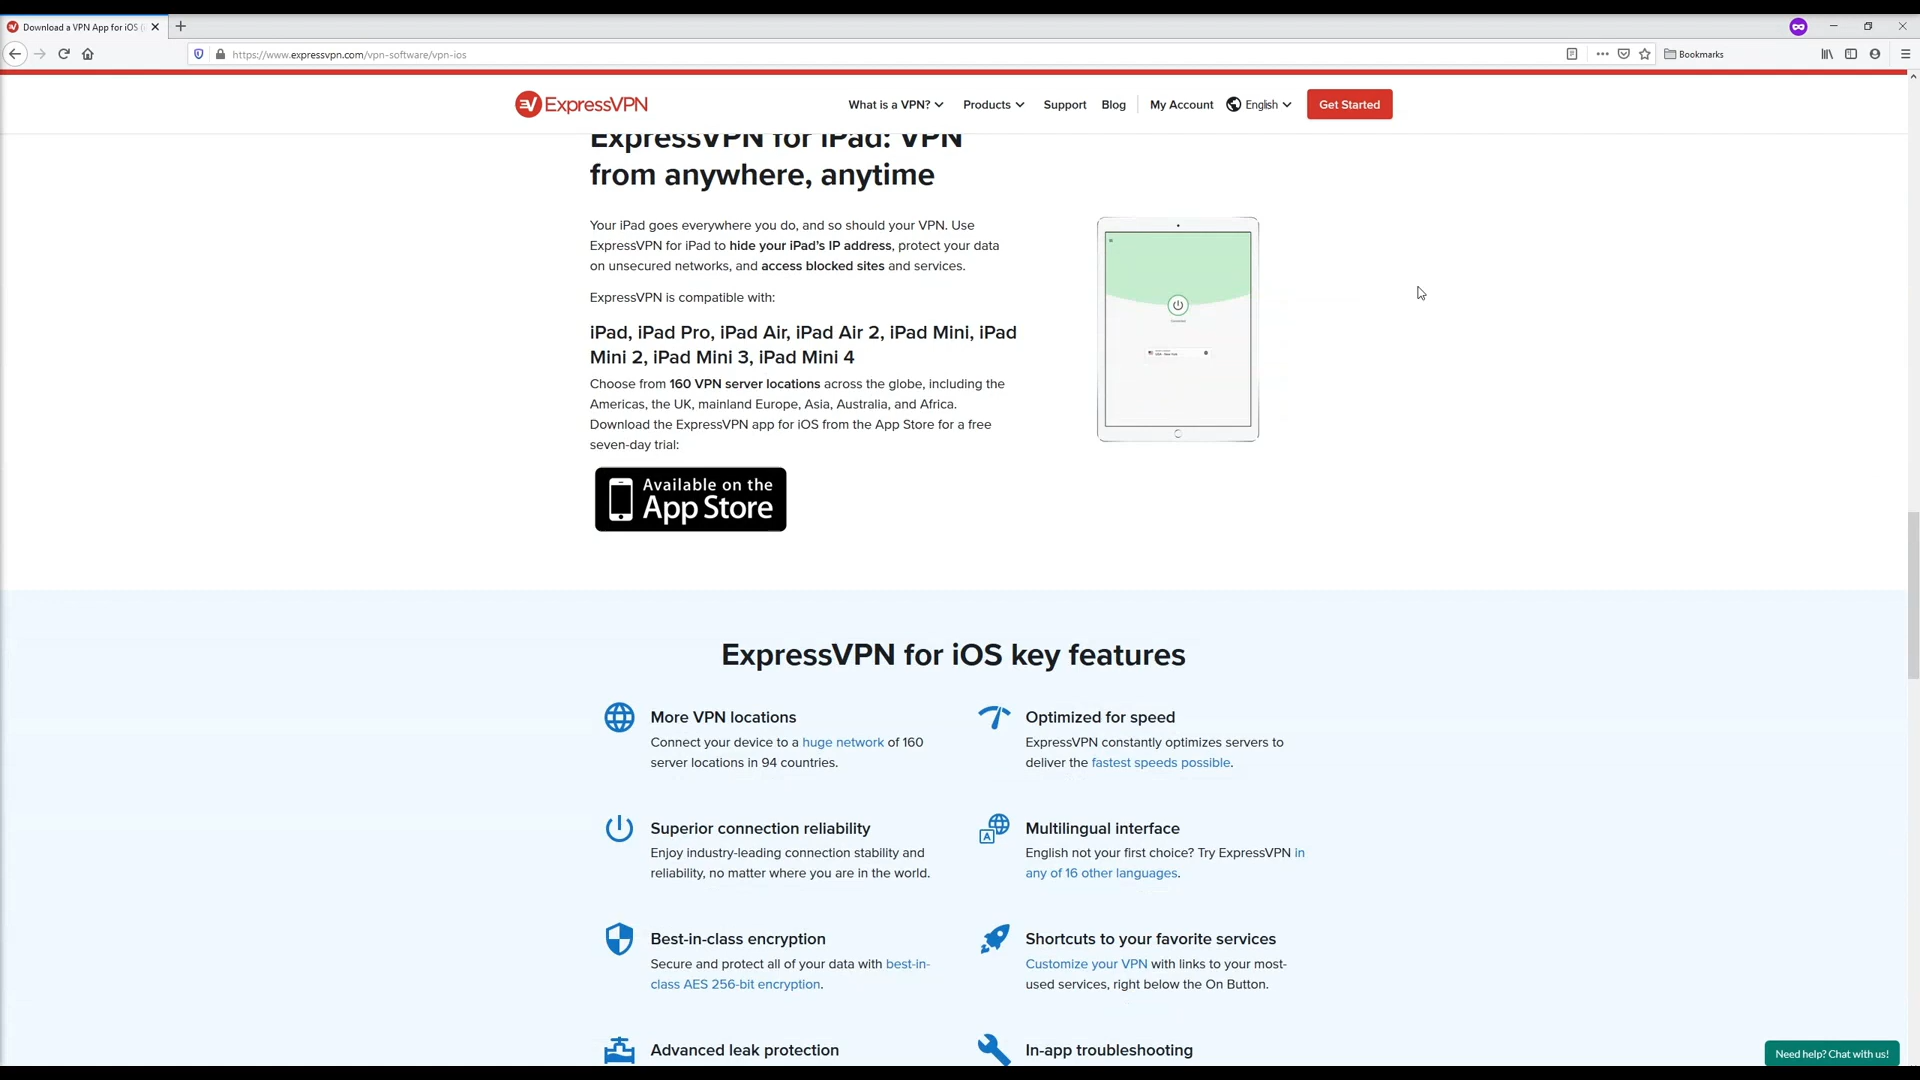 Download a VPN App for iOS (
https://www.expressvpn.com/vpn-software/vpn-ios
Bookmarks
ExpressVPN
What is a VPN?
Products
Support
Blog
My Account
English
Get Started
ExpressVPN for iPad: VPN
from anywhere, anytime
Your iPad goes everywhere you do, and so should your VPN. Use
ExpressVPN for iPad to hide your iPad's IP address, protect your data
on unsecured networks, and access blocked sites and services.
ExpressVPN is compatible with:
iPad, iPad Pro, iPad Air, iPad Air 2, iPad Mini, iPad
Mini 2, iPad Mini 3, iPad Mini 4
Choose from 160 VPN server locations across the globe, including the
Americas, the UK, mainland Europe, Asia, Australia, and Africa.
Download the ExpressVPN app for iOS from the App Store for a free
seven-day trial:
Available on the
App Store
ExpressVPN for iOS key features
More VPN locations
Connect your device to a huge network of 160
server locations in 94 countries.
Optimized for speed
ExpressVPN constantly optimizes servers to
deliver the fastest speeds possible.
Superior connection reliability
Enjoy industry-leading connection stability and
reliability, no matter where you are in the world.
Multilingual interface
English not your first choice? Try ExpressVPN in
any of 16 other languages.
Best-in-class encryption
Secure and protect all of your data with best-in-
class AES 256-bit encryption.
Shortcuts to your favorite services
Customize your VPN with links to your most-
used services, right below the On Button.
Advanced leak protection
In-app troubleshooting
Need help? Chat with us!